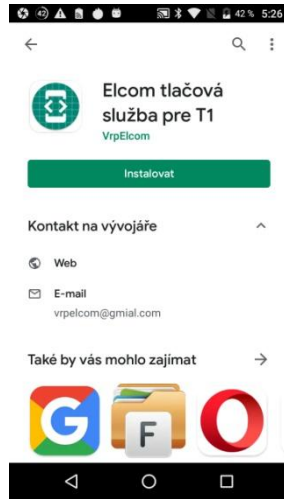 42
42 % 5:26
Elcom tlačová
služba pre T1
VrpElcom
Instalovat
Kontakt na vývojáře
Web
E-mail
vrpelcom@gmial.com
Také by vás mohlo zajímat
G
F
O